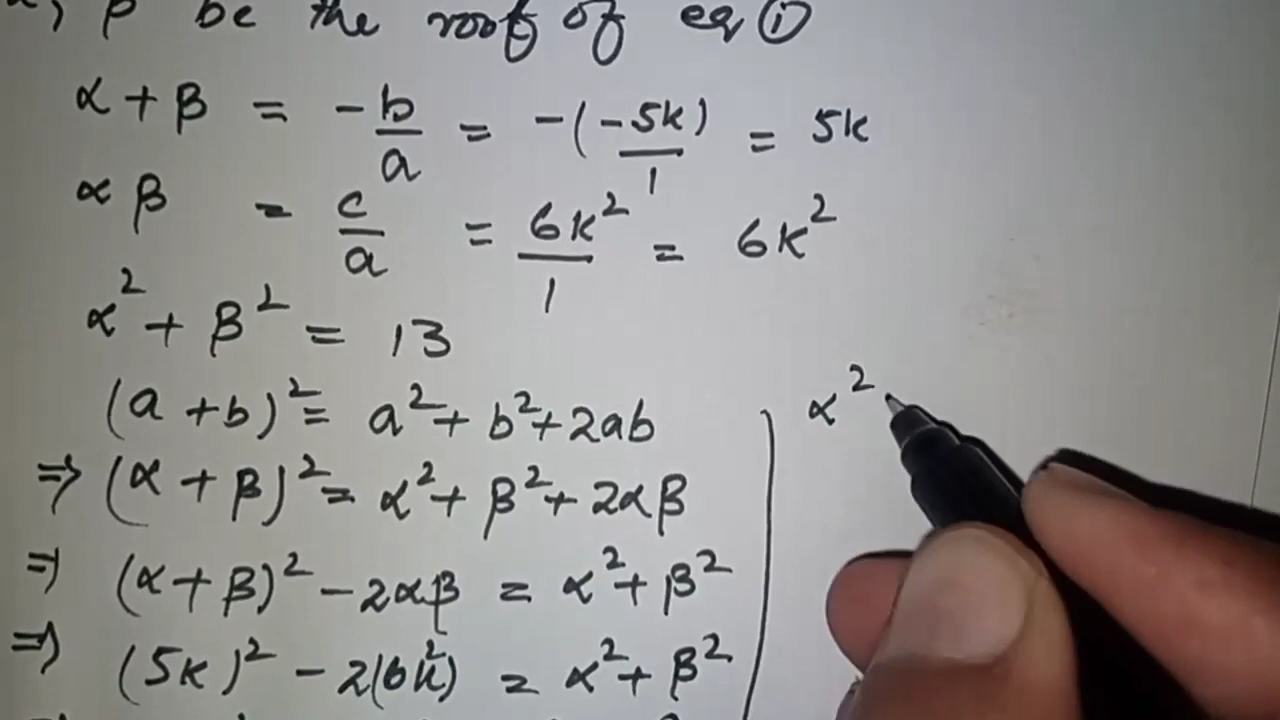 β be the roots of eq ①
α + β = -b/a = -(-5k)/1 = 5k
αβ = c/a = 6k²/1 = 6k²
α² + β² = 13
(a + b)² = a² + b² + 2ab
⇒ (α + β)² = α² + β² + 2αβ
⇒ (α + β)² - 2αβ = α² + β²
⇒ (5k)² - 2(6k²) = α² + β²
α²